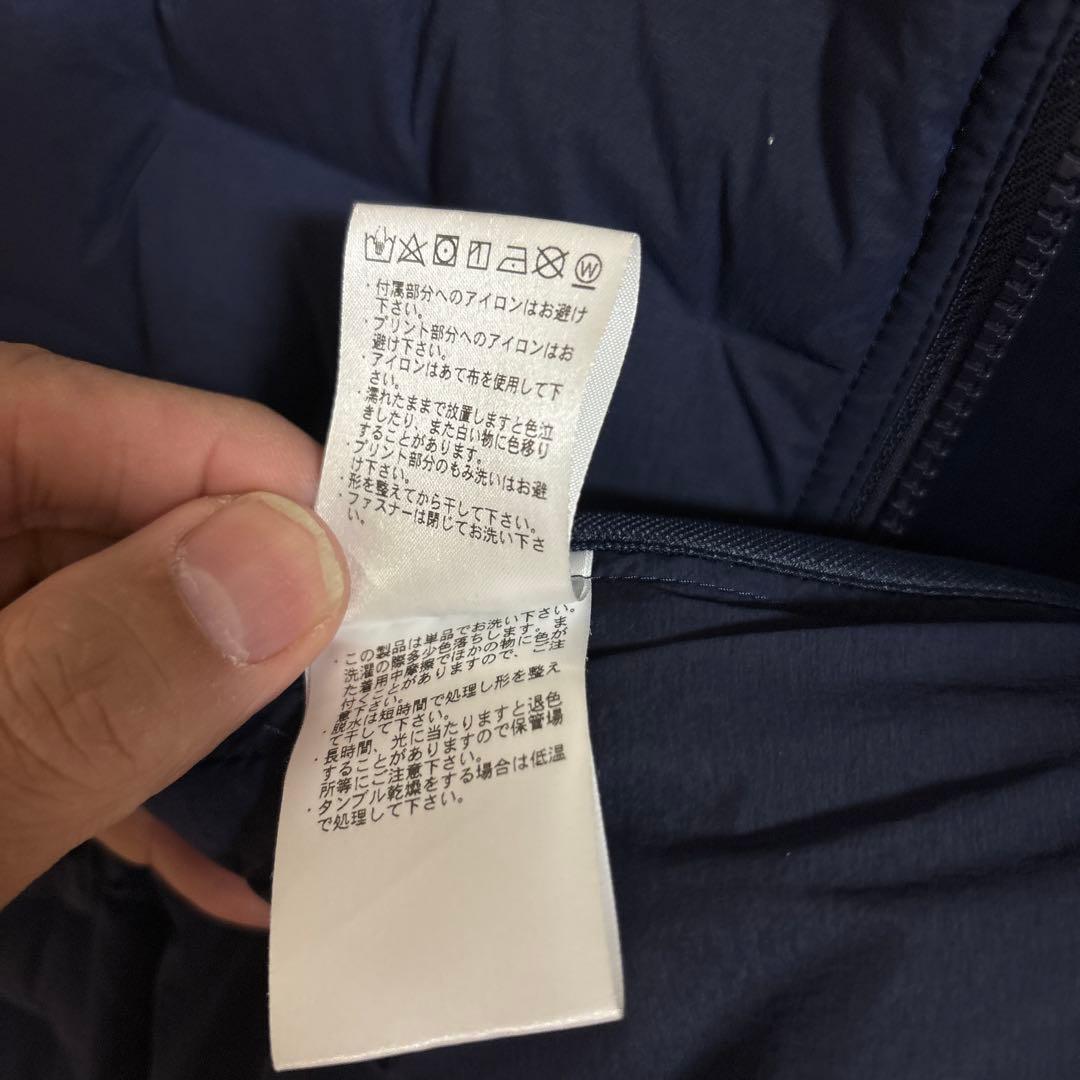 W
・付属部分へのアイロンはお避け
下さい。
・プリント部分へのアイロンはお
避け下さい。
・アイロンはあて布を使用して下
さい。
・濡れたままで放置しますと色泣
きしたり、また白い物に色移り
することがあります。
・プリント部分のもみ洗いはお避
け下さい。
・形を整えてから干して下さい。
・ファスナーは閉じてお洗い下さ
い。
・この製品は単品でお洗い下さい。
洗濯の際多少色落ちします。ま
た着用中摩擦でほかの物に色が
付くことがありますので、ご注
意下さい。
・脱水は短時間で処理し形を整え
て干して下さい。
・長時間、光に当たりますと退色
することがありますので保管場
所等にご注意下さい。
・タンブル乾燥をする場合は低温
で処理して下さい。